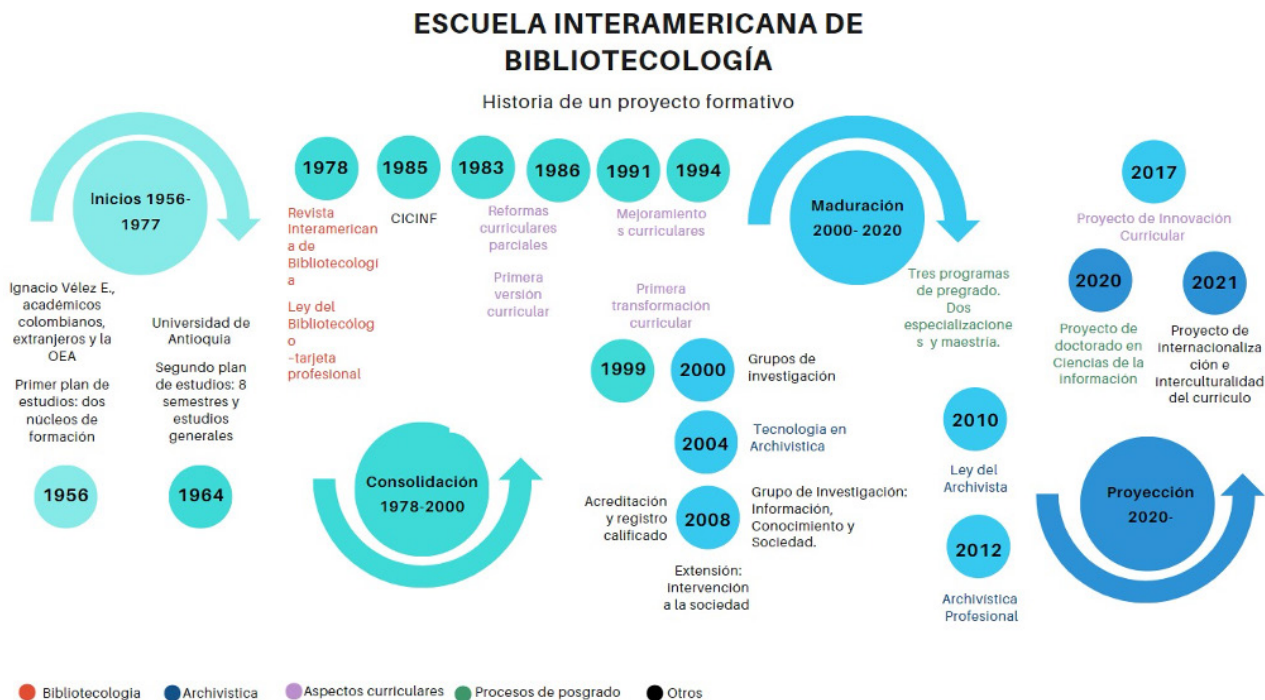 ESCUELA INTERAMERICANA DE
BIBLIOTECOLOGÍA
Historia de un proyecto formativo
Inicios 1956-
1977
Ignacio Vélez E.,
académicos
colombianos,
extranjeros y la
OEA
Primer plan de
estudios: dos
núcleos de
formación
1956
Universidad de
Antioquia
Segundo plan
de estudios: 8
semestres y
estudios
generales
1964
1978
Revista
Interamerican
a de
Bibliotecologí
a
Ley del
Bibliotecólog
o
-tarjeta
profesional
1985
CICINF
1983
1986
Reformas
curriculares
parciales
Primera
versión
curricular
1991
1994
Mejoramiento
s curriculares
Primera
transformación
curricular
1999
Consolidación
1978-2000
Maduración
2000- 2020
2000
Grupos de
investigación
2004
Tecnología en
Archivística
2008
Acreditación
y registro
calificado
Grupo de Investigación:
Información,
Conocimiento y
Sociedad.
Extensión:
intervención
a la sociedad
Tres programas
de pregrado.
Dos
especializacione
s y maestría.
2010
Ley del
Archivista
2012
Archivística
Profesional
2017
Proyecto de Innovación
Curricular
2020
Proyecto de
doctorado en
Ciencias de la
información
2021
Proyecto de
internacionaliza
ción e
interculturalidad
del currículo
Proyección
2020-
Bibliotecologia
Archivistica
Aspectos curriculares
Procesos de posgrado
Otros